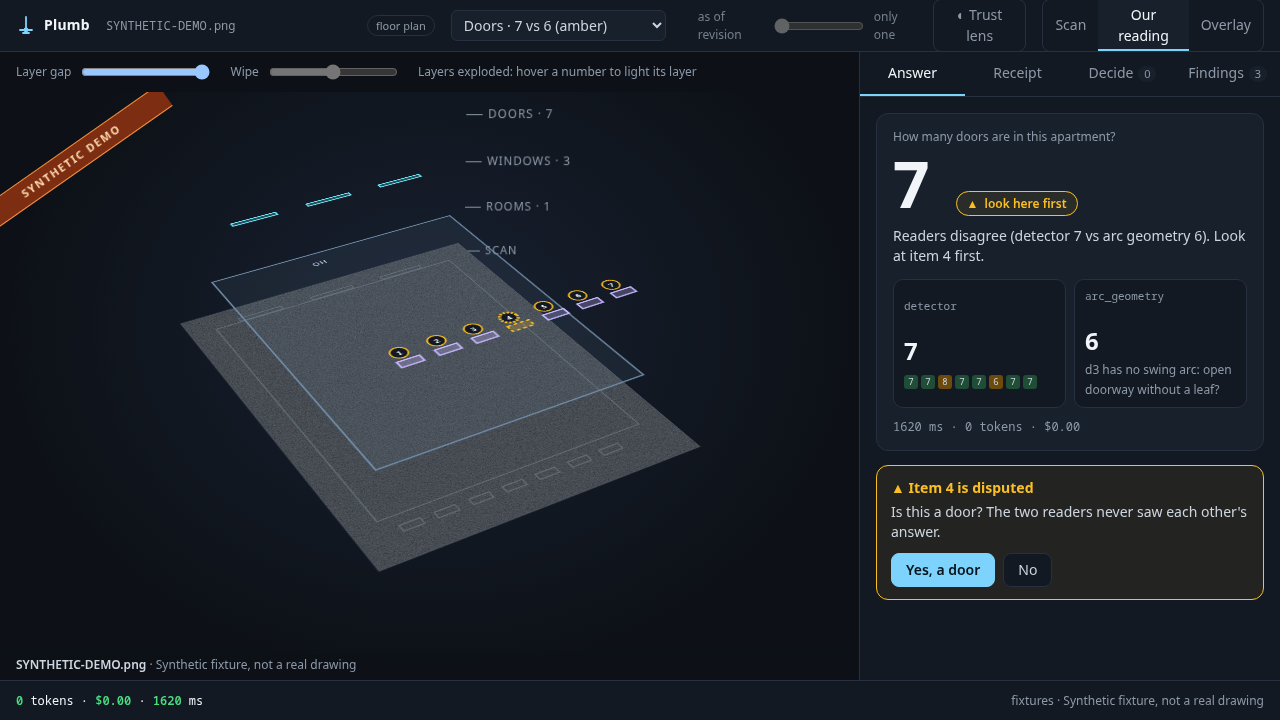 Plumb
SYNTHETIC-DEMO.png
floor plan
Doors · 7 vs 6 (amber)
as of revision
only one
Trust lens
Scan
Our reading
Overlay
Layer gap
Wipe
Layers exploded: hover a number to light its layer
SYNTHETIC DEMO
DOORS · 7
WINDOWS · 3
ROOMS · 1
SCAN
1
2
3
4
5
6
7
SYNTHETIC-DEMO.png · Synthetic fixture, not a real drawing
Answer
Receipt
Decide 0
Findings 3
How many doors are in this apartment?
7
▲ look here first
Readers disagree (detector 7 vs arc geometry 6). Look
at item 4 first.
detector
7
7 7 8 7 7 6 7 7
arc_geometry
6
d3 has no swing arc: open
doorway without a leaf?
1620 ms · 0 tokens · $0.00
▲ Item 4 is disputed
Is this a door? The two readers never saw each other's
answer.
Yes, a door
No
0 tokens · $0.00 · 1620 ms
fixtures · Synthetic fixture, not a real drawing